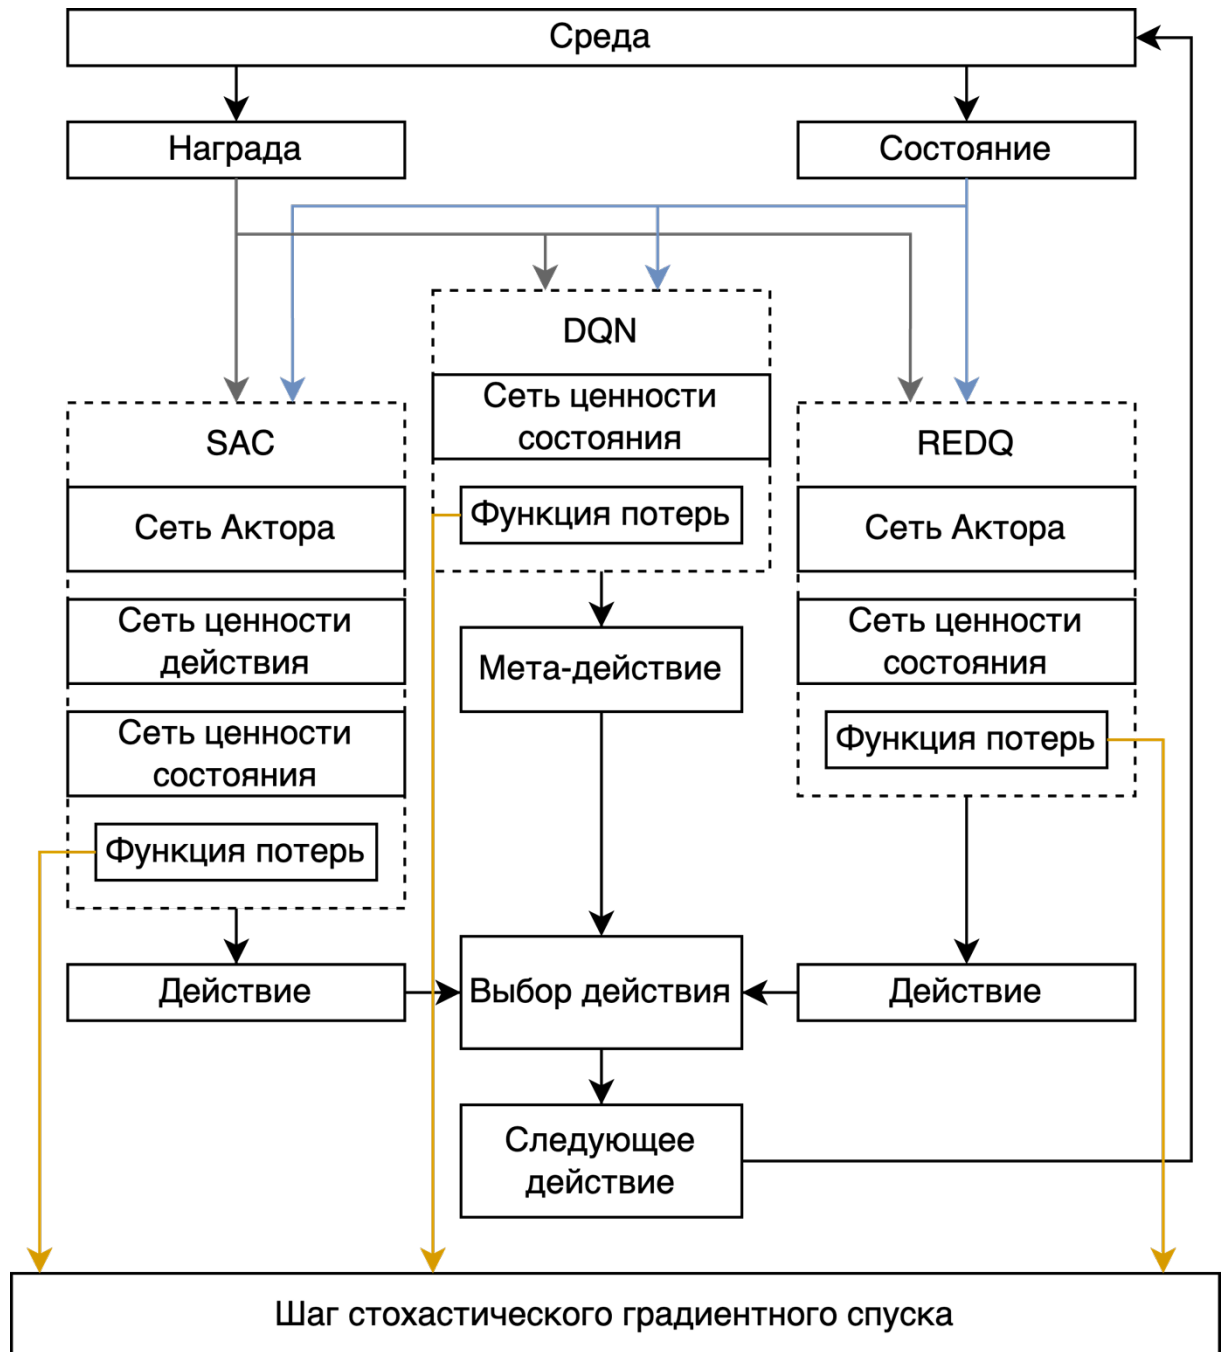 Среда
Награда
Состояние
DQN
Сеть ценности
состояния
Функция потерь
Мета-действие
SAC
Сеть Актора
Сеть ценности
действия
Сеть ценности
состояния
Функция потерь
Действие
REDQ
Сеть Актора
Сеть ценности
состояния
Функция потерь
Действие
Выбор действия
Следующее
действие
Шаг стохастического градиентного спуска